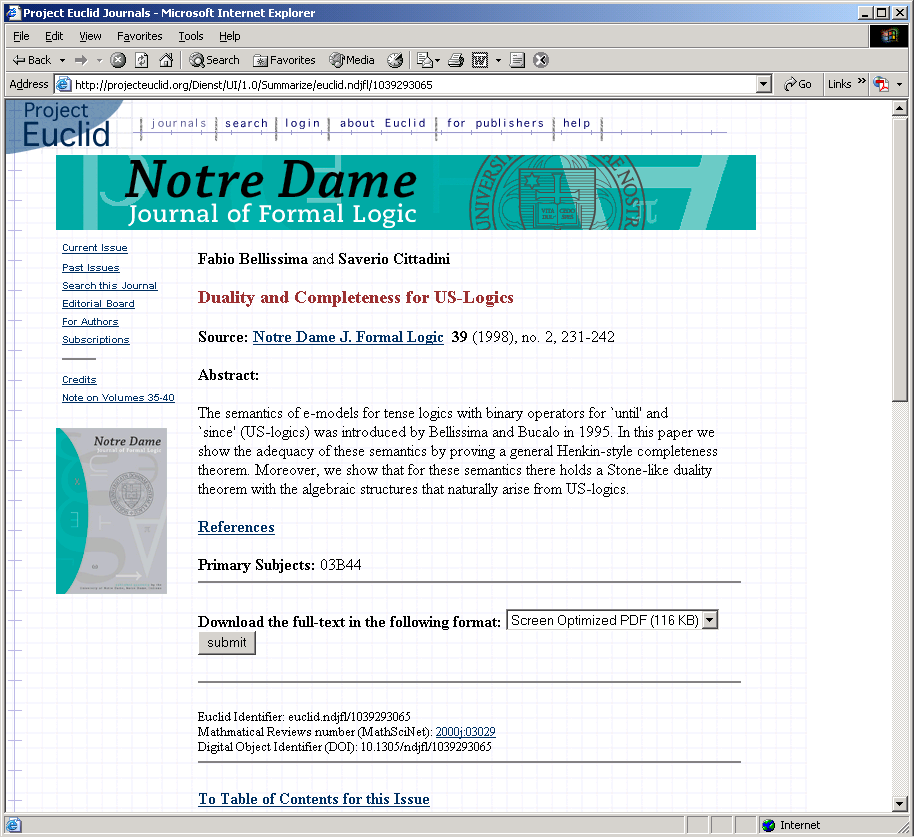 Project Euclid Journals - Microsoft Internet Explorer
File Edit View Favorites Tools Help
Back Search Favorites Media
Address http://projecteuclid.org/Dienst/UI/1.0/Summarize/euclid.ndjfl/1039293065 Go Links »
Project
Euclid
journals search login about Euclid for publishers help
Notre Dame
Journal of Formal Logic
Current Issue
Past Issues
Search this Journal
Editorial Board
For Authors
Subscriptions
Credits
Note on Volumes 35-40
Notre Dame
Journal of Formal Logic
Fabio Bellissima and Saverio Cittadini
Duality and Completeness for US-Logics
Source: Notre Dame J. Formal Logic 39 (1998), no. 2, 231-242
Abstract:
The semantics of e-models for tense logics with binary operators for `until' and
`since' (US-logics) was introduced by Bellissima and Bucalo in 1995. In this paper we
show the adequacy of these semantics by proving a general Henkin-style completeness
theorem. Moreover, we show that for these semantics there holds a Stone-like duality
theorem with the algebraic structures that naturally arise from US-logics.
References
Primary Subjects: 03B44
Download the full-text in the following format: Screen Optimized PDF (116 KB)
submit
Euclid Identifier: euclid.ndjfl/1039293065
Mathmatical Reviews number (MathSciNet): 2000j:03029
Digital Object Identifier (DOI): 10.1305/ndjfl/1039293065
To Table of Contents for this Issue
Internet